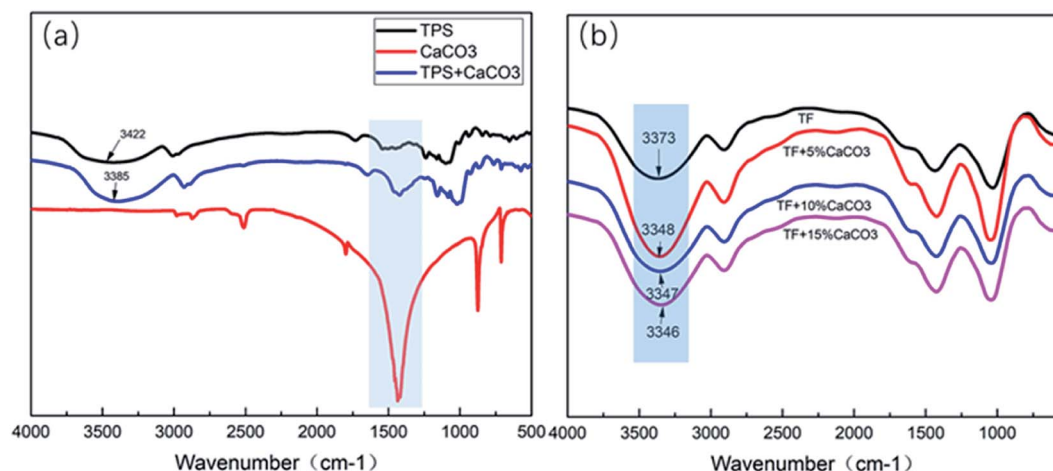 (a)
TPS
CaCO3
TPS+CaCO3
3422
3385
4000 3500 3000 2500 2000 1500 1000 500
Wavenumber（cm-1）
(b)
TF
3373
TF+5%CaCO3
TF+10%CaCO3
3348
TF+15%CaCO3
3347
3346
4000 3500 3000 2500 2000 1500 1000
Wavenumber（cm-1）